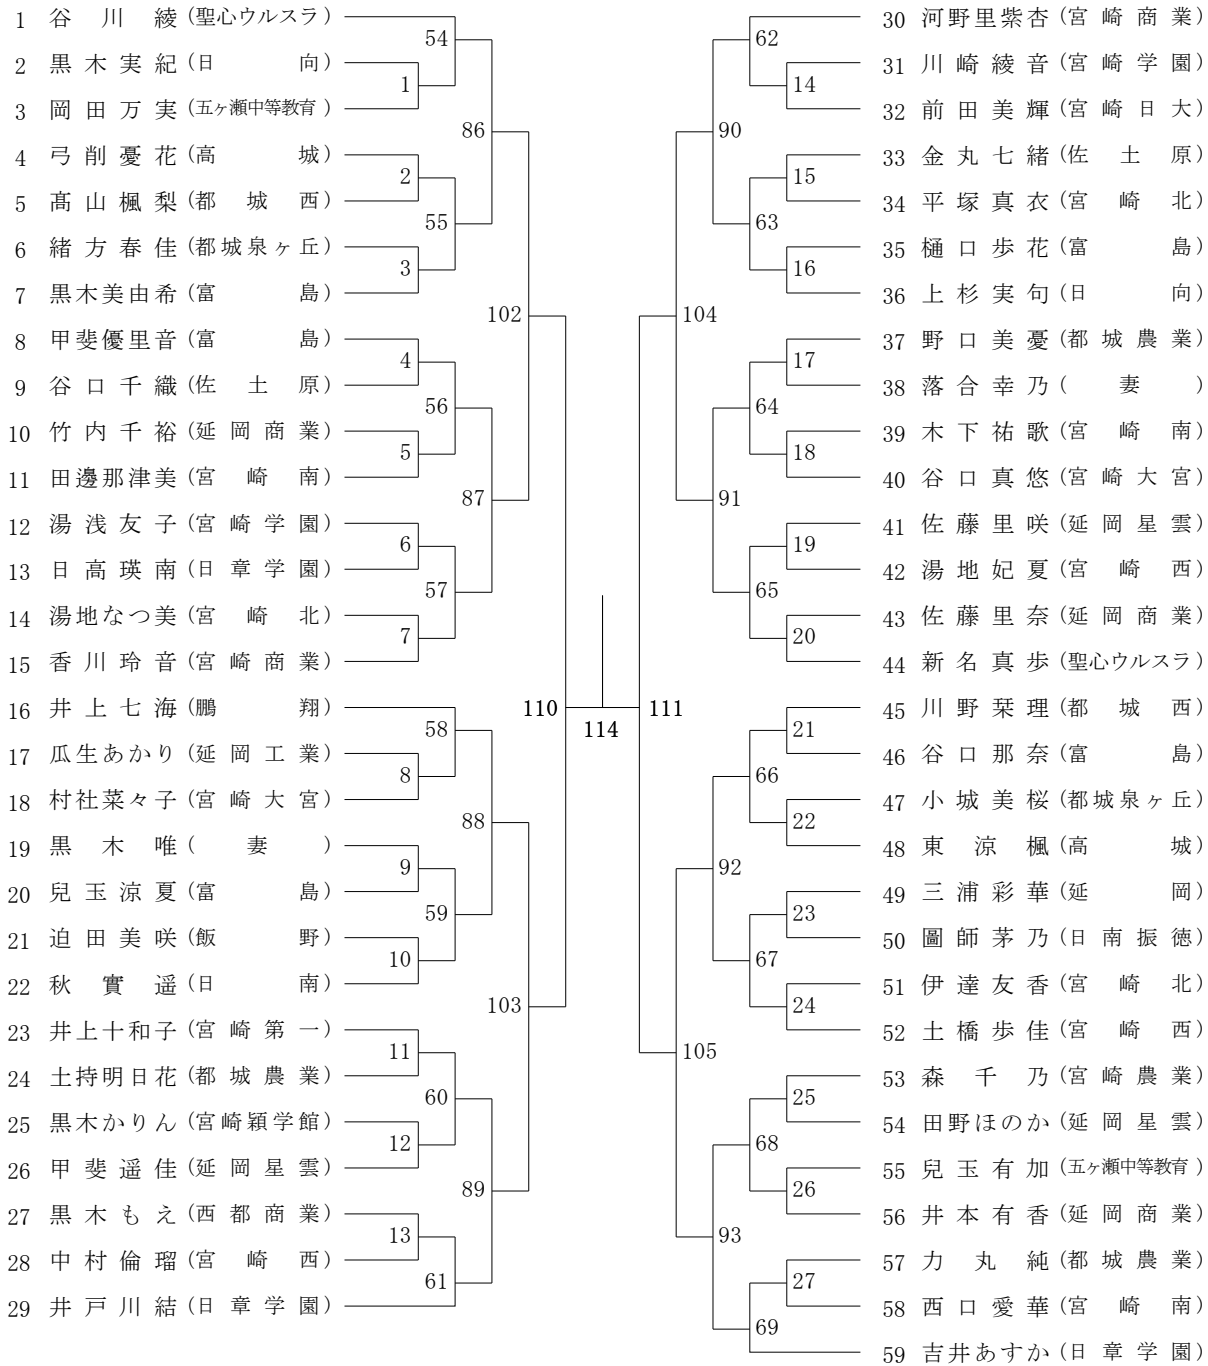 1 谷川綾 (聖心ウルスラ)
2 黒木実紀 (日向)
3 岡田万実 (五ヶ瀬中等教育)
4 弓削憂花 (高城)
5 髙山楓梨 (都城西)
6 緒方春佳 (都城泉ヶ丘)
7 黒木美由希 (富島)
8 甲斐優里音 (富島)
9 谷口千織 (佐土原)
10 竹内千裕 (延岡商業)
11 田邊那津美 (宮崎南)
12 湯浅友子 (宮崎学園)
13 日高瑛南 (日章学園)
14 湯地なつ美 (宮崎北)
15 香川玲音 (宮崎商業)
16 井上七海 (鵬翔)
17 瓜生あかり (延岡工業)
18 村社菜々子 (宮崎大宮)
19 黒木唯 (妻)
20 兒玉涼夏 (富島)
21 迫田美咲 (飯野)
22 秋實遥 (日南)
23 井上十和子 (宮崎第一)
24 土持明日花 (都城農業)
25 黒木かりん (宮崎穎学館)
26 甲斐遥佳 (延岡星雲)
27 黒木もえ (西都商業)
28 中村倫瑠 (宮崎西)
29 井戸川結 (日章学園)
54
1
86
2
55
3
102
4
56
5
87
6
57
7
110
58
8
88
9
59
10
103
11
60
12
89
13
61
114
62
14
90
15
63
16
104
17
64
18
91
19
65
20
111
21
66
22
92
23
67
24
105
25
68
26
93
27
69
30 河野里紫杏 (宮崎商業)
31 川崎綾音 (宮崎学園)
32 前田美輝 (宮崎日大)
33 金丸七緒 (佐土原)
34 平塚真衣 (宮崎北)
35 樋口歩花 (富島)
36 上杉実句 (日向)
37 野口美憂 (都城農業)
38 落合幸乃 (妻)
39 木下祐歌 (宮崎南)
40 谷口真悠 (宮崎大宮)
41 佐藤里咲 (延岡星雲)
42 湯地妃夏 (宮崎西)
43 佐藤里奈 (延岡商業)
44 新名真歩 (聖心ウルスラ)
45 川野栞理 (都城西)
46 谷口那奈 (富島)
47 小城美桜 (都城泉ヶ丘)
48 東涼楓 (高城)
49 三浦彩華 (延岡)
50 圖師茅乃 (日南振徳)
51 伊達友香 (宮崎北)
52 土橋歩佳 (宮崎西)
53 森千乃 (宮崎農業)
54 田野ほのか (延岡星雲)
55 兒玉有加 (五ヶ瀬中等教育)
56 井本有香 (延岡商業)
57 力丸純 (都城農業)
58 西口愛華 (宮崎南)
59 吉井あすか (日章学園)